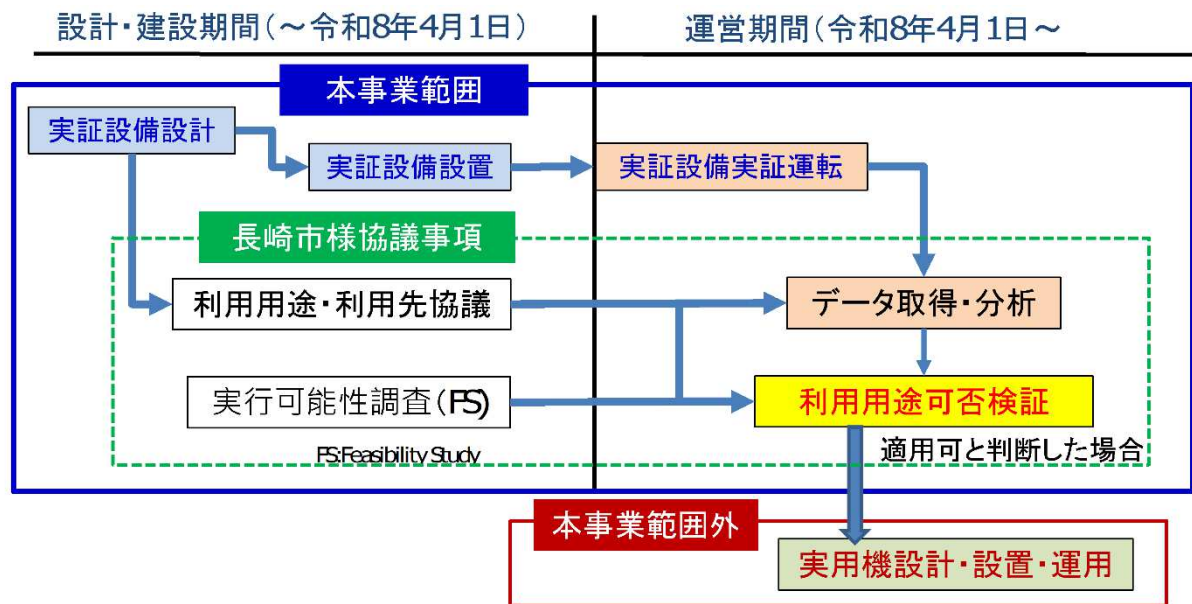 設計・建設期間(～令和8年4月1日)
運営期間(令和8年4月1日～
本事業範囲
実証設備設計
実証設備設置
実証設備実証運転
長崎市様協議事項
利用用途・利用先協議
データ取得・分析
実行可能性調査(FS)
利用用途可否検証
FS:Feasibility Study
適用可と判断した場合
本事業範囲外
実用機設計・設置・運用